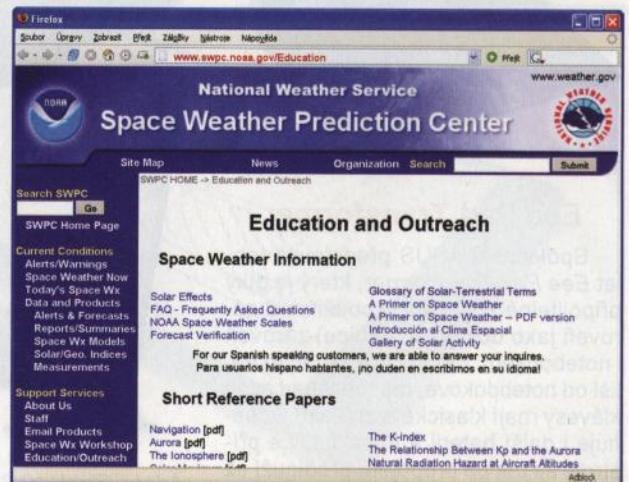 Firefox
Soubor Úpravy Zobrazit Přejít Záložky Nástroje Nápověda
www.swpc.noaa.gov/Education Přejít
www.weather.gov
NOAA
National Weather Service
Space Weather Prediction Center
Site Map News Organization Search Submit
SWPC HOME -> Education and Outreach
Search SWPC
Go
SWPC Home Page
Current Conditions
Alerts/Warnings
Space Weather Now
Today's Space Wx
Data and Products
Alerts & Forecasts
Reports/Summaries
Space Wx Models
Solar/Geo. Indices
Measurements
Support Services
About Us
Staff
Email Products
Space Wx Workshop
Education/Outreach
Education and Outreach
Space Weather Information
Solar Effects
FAQ - Frequently Asked Questions
NOAA Space Weather Scales
Forecast Verification
Glossary of Solar-Terrestrial Terms
A Primer on Space Weather
A Primer on Space Weather -- PDF version
Introducción al Clima Espacial
Gallery of Solar Activity
For our Spanish speaking customers, we are able to answer your inquires.
Para usuarios hispano hablantes, ¡no duden en escribirnos en su idioma!
Short Reference Papers
Navigation [pdf]
Aurora [pdf]
The Ionosphere [pdf]
The K-index
The Relationship Between Kp and the Aurora
Natural Radiation Hazard at Aircraft Altitudes
Adblock